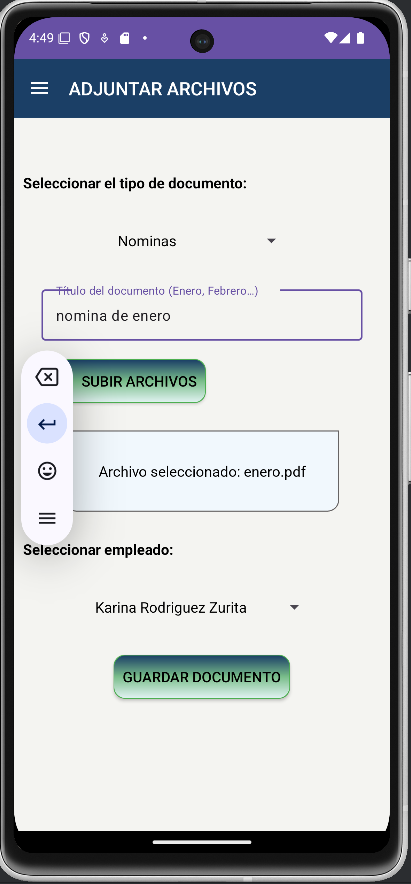 4:49
ADJUNTAR ARCHIVOS
Seleccionar el tipo de documento:
Nominas
Título del documento (Enero, Febrero...)
nomina de enero
SUBIR ARCHIVOS
Archivo seleccionado: enero.pdf
Seleccionar empleado:
Karina Rodriguez Zurita
GUARDAR DOCUMENTO